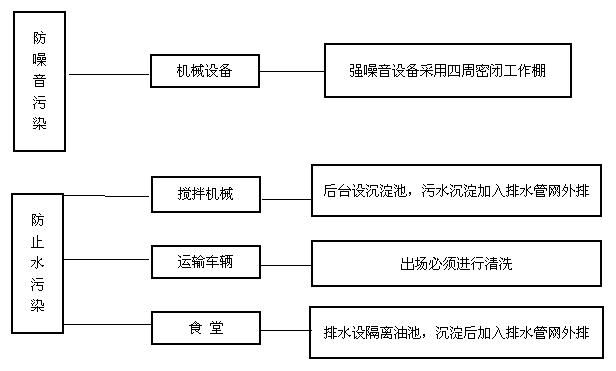 防噪音污染
机械设备
强噪音设备采用四周密闭工作棚
防止水污染
搅拌机械
后台设沉淀池，污水沉淀加入排水管网外排
运输车辆
出场必须进行清洗
食 堂
排水设隔离油池，沉淀后加入排水管网外排